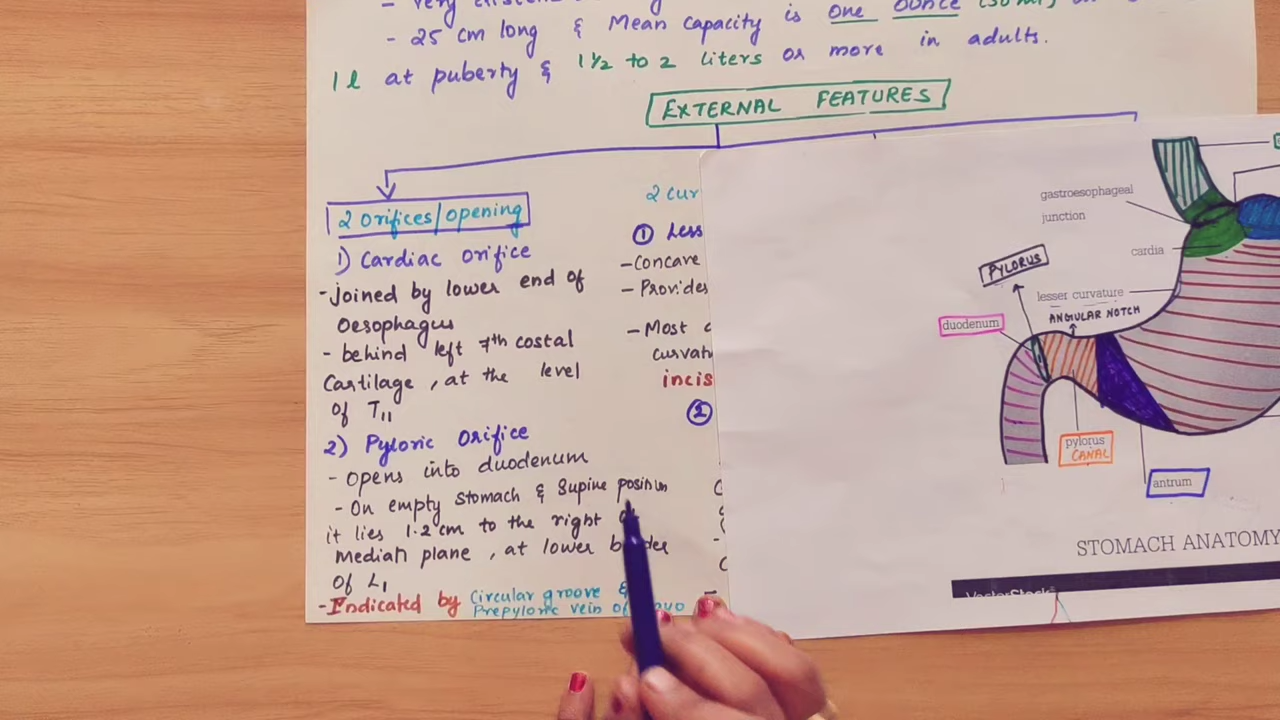 - very
- 25 cm long & Mean capacity is one ounce
1 l at puberty & 1½ to 2 liters or more in adults.
EXTERNAL FEATURES
2 Orifices/opening
1) Cardiac orifice
- joined by lower end of
Oesophagus
- behind left 7th costal
Cartilage, at the level
of T11
2) Pyloric Orifice
- Opens into duodenum
- On empty stomach & Supine position
it lies 1.2 cm to the right
Median plane, at lower
Of L1
- Indicated by Circular groove &
Prepyloric vein of
2 cur
① Less
- Concave
- Provides
- Most
curvat
incis
②
gastroesophageal
junction
cardia
PYLORUS
lesser curvature
ANGULAR NOTCH
duodenum
pylorus
CANAL
antrum
STOMACH ANATOMY
VectorStock